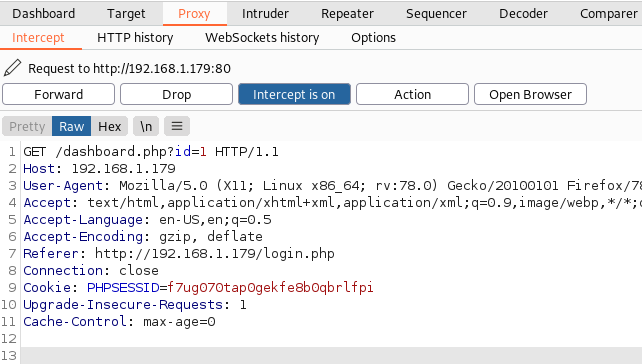 Dashboard Target Proxy Intruder Repeater Sequencer Decoder Comparer
Intercept HTTP history WebSockets history Options
Request to http://192.168.1.179:80
Forward Drop Intercept is on Action Open Browser
Pretty Raw Hex \n
1 GET /dashboard.php?id=1 HTTP/1.1
2 Host: 192.168.1.179
3 User-Agent: Mozilla/5.0 (X11; Linux x86_64; rv:78.0) Gecko/20100101 Firefox/78
4 Accept: text/html,application/xhtml+xml,application/xml;q=0.9,image/webp,*/*;
5 Accept-Language: en-US,en;q=0.5
6 Accept-Encoding: gzip, deflate
7 Referer: http://192.168.1.179/login.php
8 Connection: close
9 Cookie: PHPSESSID=f7ug070tap0gekfe8b0qbrlfpi
10 Upgrade-Insecure-Requests: 1
11 Cache-Control: max-age=0
12
13